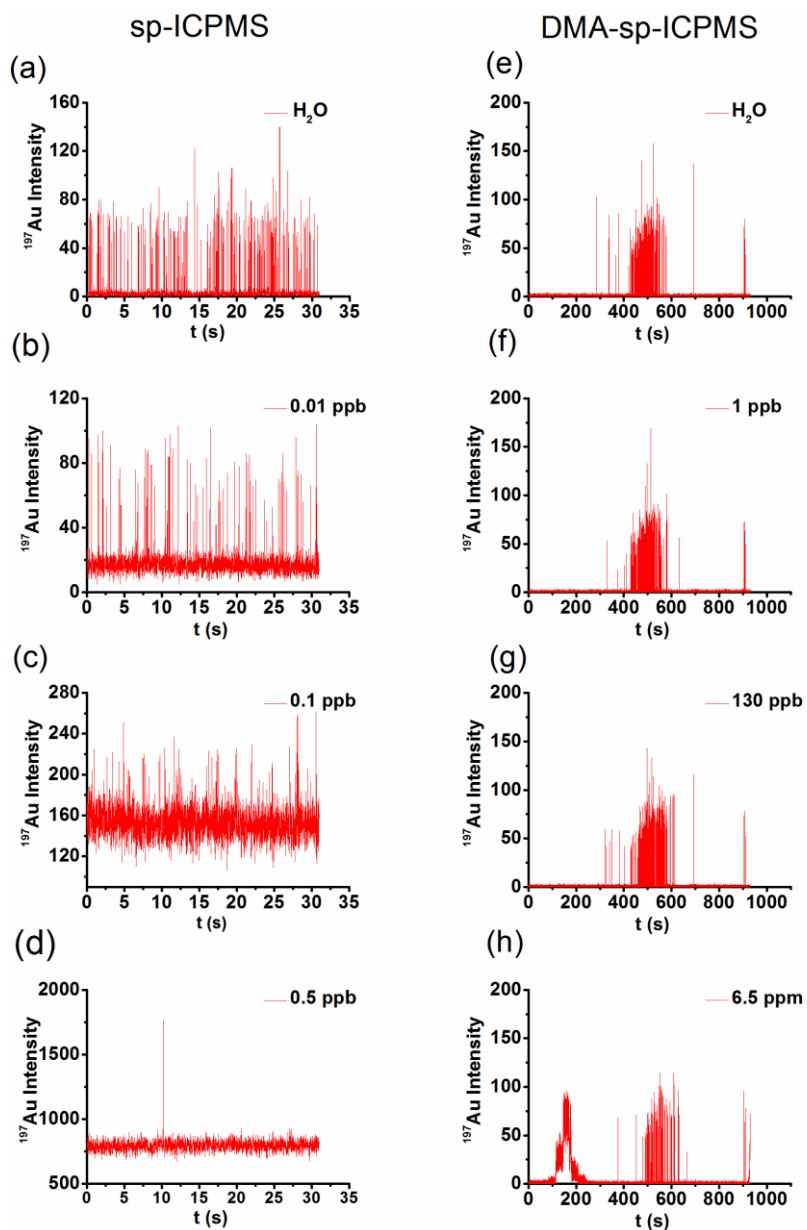 sp-ICPMS
DMA-sp-ICPMS
(a)
160
120
80
40
0
¹⁹⁷Au Intensity
H₂O
0 5 10 15 20 25 30 35
t (s)
(e)
200
150
100
50
0
¹⁹⁷Au Intensity
H₂O
0 200 400 600 800 1000
t (s)
(b)
120
80
40
0
¹⁹⁷Au Intensity
0.01 ppb
0 5 10 15 20 25 30 35
t (s)
(f)
200
150
100
50
0
¹⁹⁷Au Intensity
1 ppb
0 200 400 600 800 1000
t (s)
(c)
280
240
200
160
120
¹⁹⁷Au Intensity
0.1 ppb
0 5 10 15 20 25 30 35
t (s)
(g)
200
150
100
50
0
¹⁹⁷Au Intensity
130 ppb
0 200 400 600 800 1000
t (s)
(d)
2000
1750
1500
1000
500
¹⁹⁷Au Intensity
0.5 ppb
0 5 10 15 20 25 30 35
t (s)
(h)
200
150
100
50
0
¹⁹⁷Au Intensity
6.5 ppm
0 200 400 600 800 1000
t (s)